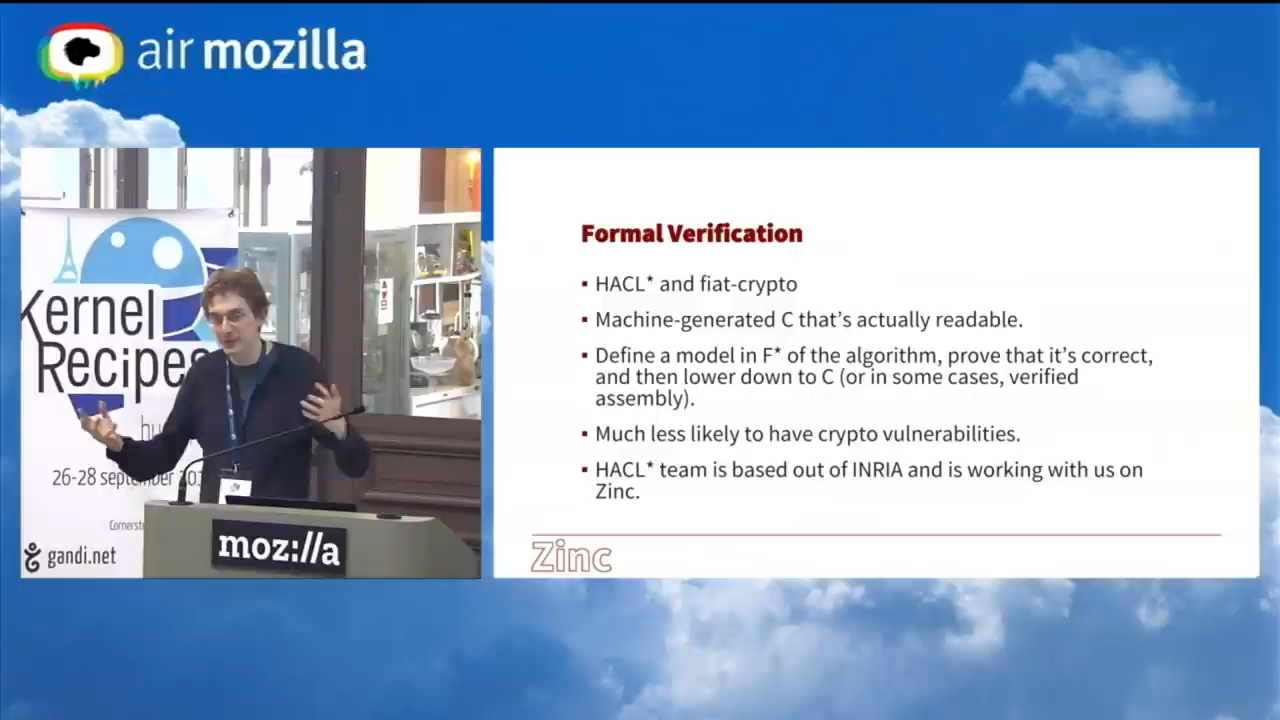 air mozilla
Kernel
Recipes
26-28 september 201
Cornerst
gandi.net
moz://a
Formal Verification
▪ HACL* and fiat-crypto
▪ Machine-generated C that's actually readable.
▪ Define a model in F* of the algorithm, prove that it's correct,
and then lower down to C (or in some cases, verified
assembly).
▪ Much less likely to have crypto vulnerabilities.
▪ HACL* team is based out of INRIA and is working with us on
Zinc.
Zinc